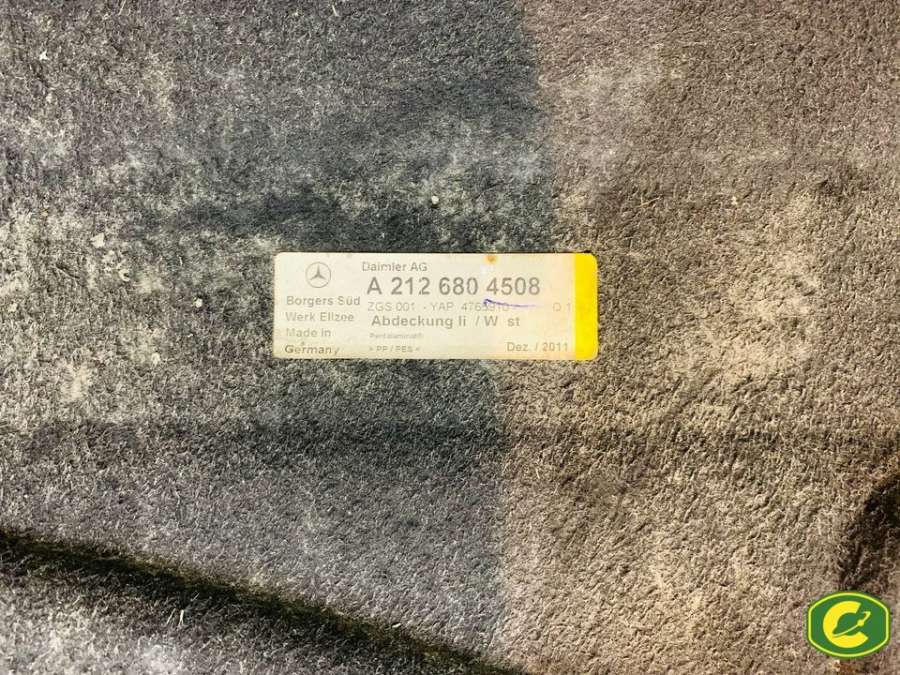 Daimler AG
A 212 680 4508
ZGS 001 - YAP
Borgers Süd
Werk Ellzee
Made in
Germany
Abdeckung li / W st
Pentalaminat®
> PP / PES <
Dez. / 2011
C